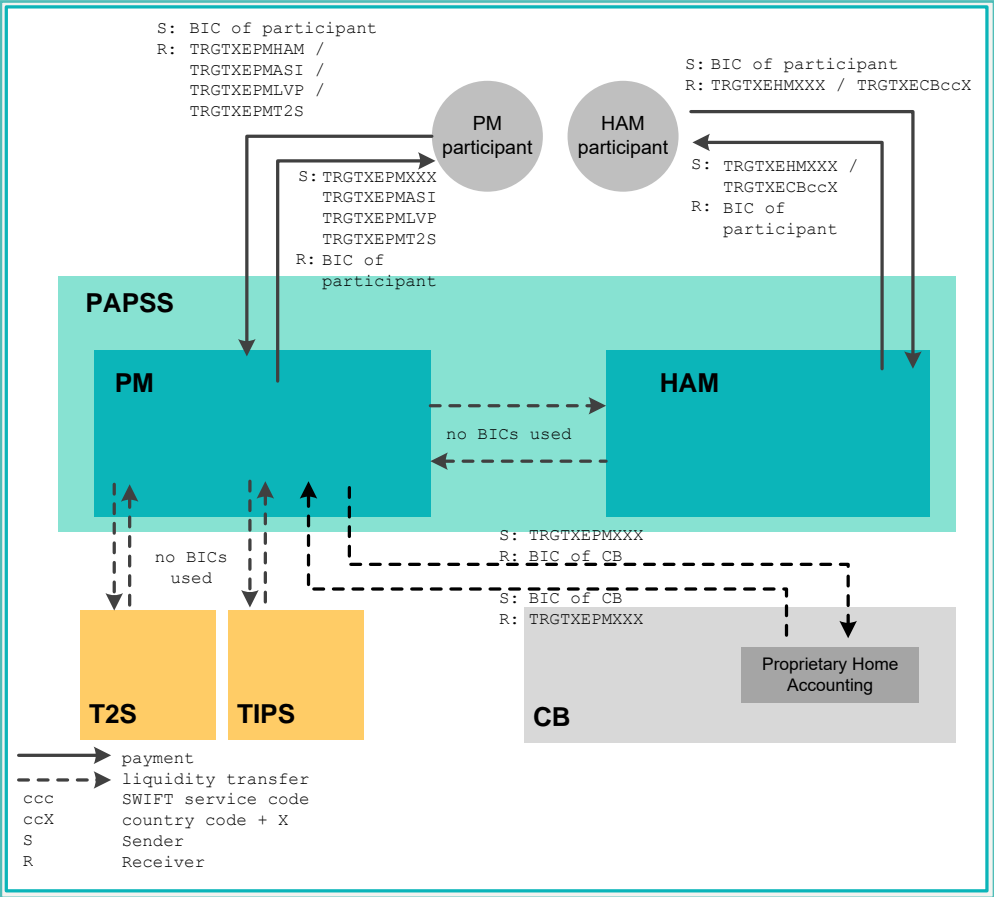 S: BIC of participant
R: TRGTXEPMHAM /
TRGTXEPMASI /
TRGTXEPMLVP /
TRGTXEPMT2S
PM
participant
HAM
participant
S: BIC of participant
R: TRGTXEHMXXX / TRGTXECBccX
S: TRGTXEPMXXX
TRGTXEPMASI
TRGTXEPMLVP
TRGTXEPMT2S
R: BIC of
participant
S: TRGTXEHMXXX /
TRGTXECBccX
R: BIC of
participant
PAPSS
PM
HAM
no BICs used
no BICs
used
S: TRGTXEPMXXX
R: BIC of CB
S: BIC of CB
R: TRGTXEPMXXX
Proprietary Home
Accounting
T2S
TIPS
CB
payment
liquidity transfer
ccc SWIFT service code
ccX country code + X
S Sender
R Receiver